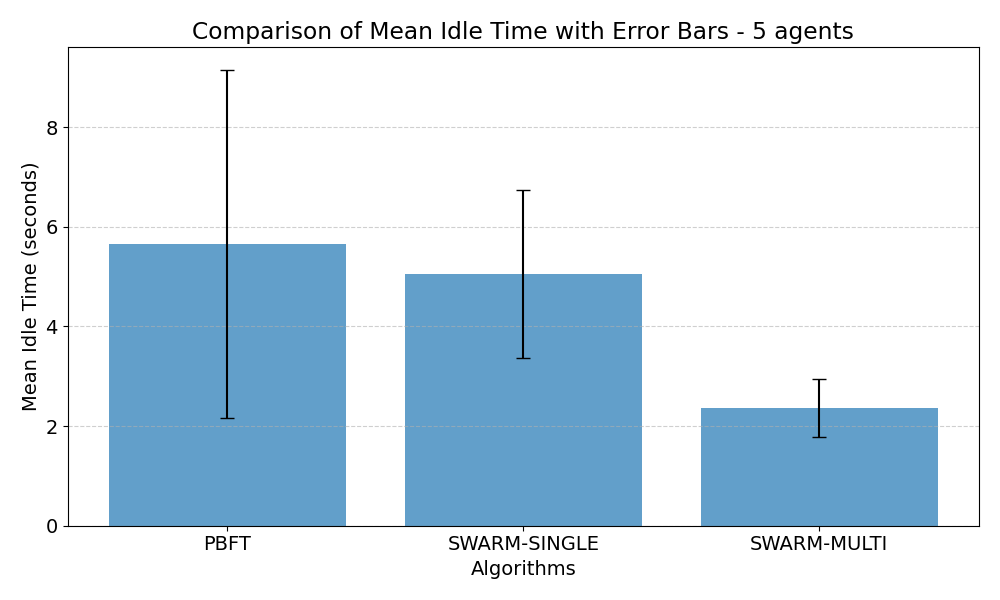 Comparison of Mean Idle Time with Error Bars - 5 agents
Mean Idle Time (seconds)
8
6
4
2
0
PBFT SWARM-SINGLE SWARM-MULTI
Algorithms